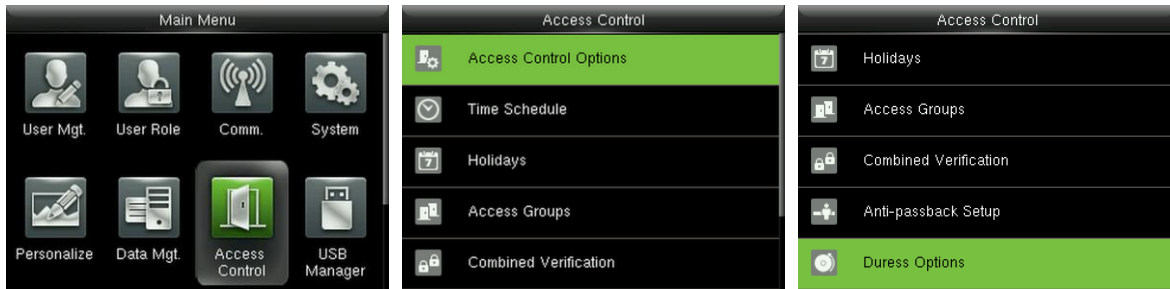 Main Menu
User Mgt.
User Role
Comm.
System
Personalize
Data Mgt.
Access
Control
USB
Manager
Access Control
Access Control Options
Time Schedule
7
Holidays
Access Groups
Combined Verification
Access Control
7
Holidays
Access Groups
Combined Verification
Anti-passback Setup
Duress Options